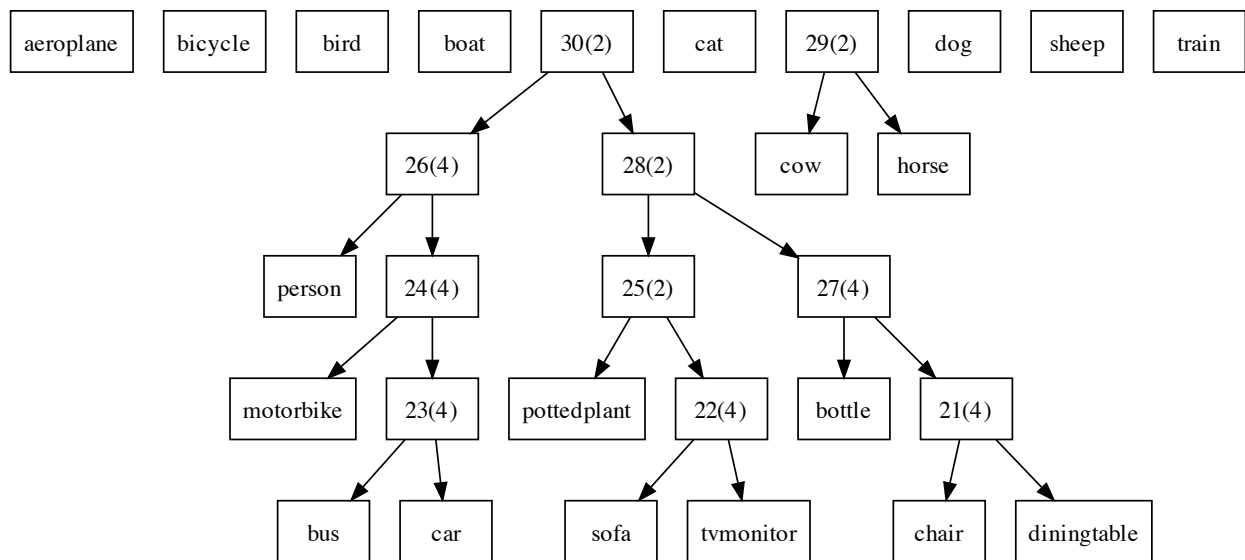 aeroplane bicycle bird boat 30(2) cat 29(2) dog sheep train
26(4) 28(2) cow horse
person 24(4) 25(2) 27(4)
motorbike 23(4) pottedplant 22(4) bottle 21(4)
bus car sofa tvmonitor chair diningtable